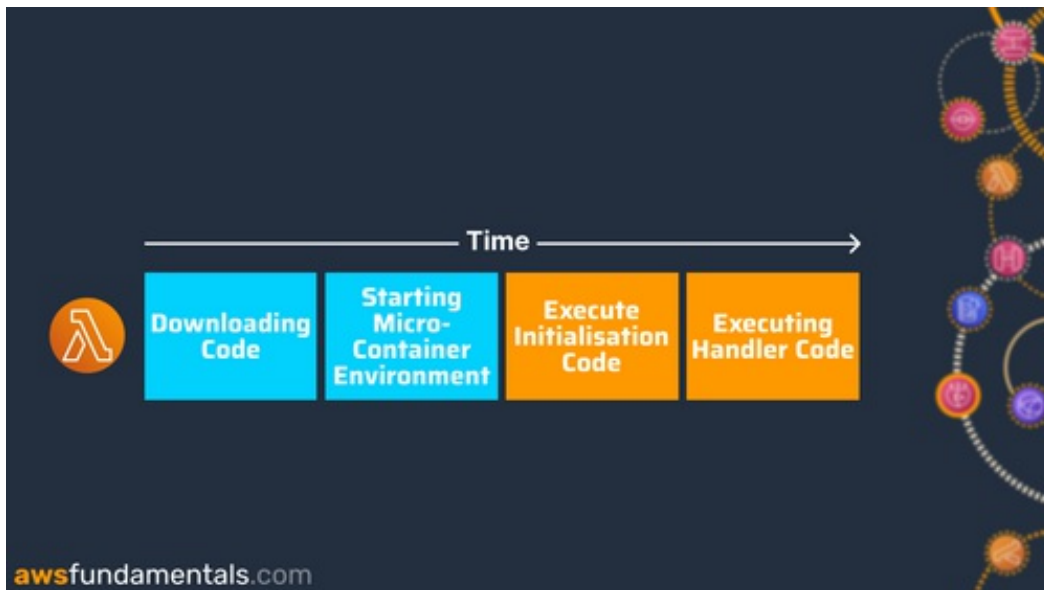 Time
Downloading
Code
Starting
Micro-
Container
Environment
Execute
Initialisation
Code
Executing
Handler Code
awsfundamentals.com